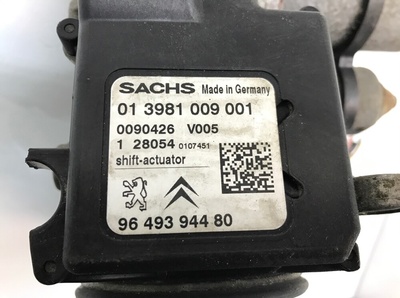 SACHS Made in Germany
01 3981 009 001
0090426 V005
1 28054 0107451
shift-actuator
96 493 944 80